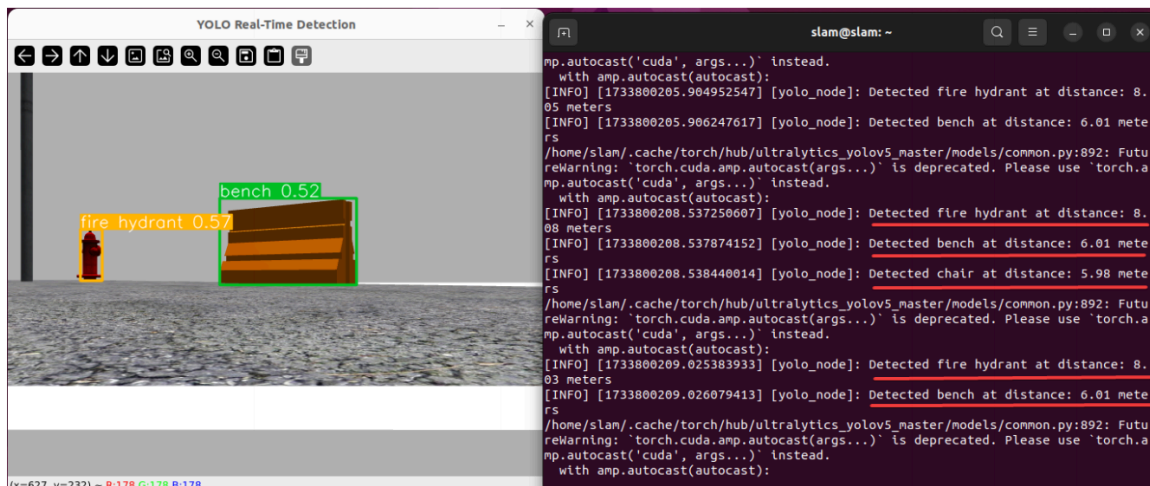 YOLO Real-Time Detection
bench 0.52
fire hydrant 0.57
(x=627, y=232) ~ R:178 G:178 B:178
slam@slam: ~
mp.autocast('cuda', args...)` instead.
  with amp.autocast(autocast):
[INFO] [1733800205.904952547] [yolo_node]: Detected fire hydrant at distance: 8.
05 meters
[INFO] [1733800205.906247617] [yolo_node]: Detected bench at distance: 6.01 mete
rs
/home/slam/.cache/torch/hub/ultralytics_yolov5_master/models/common.py:892: Futu
reWarning: `torch.cuda.amp.autocast(args...)` is deprecated. Please use `torch.a
mp.autocast('cuda', args...)` instead.
  with amp.autocast(autocast):
[INFO] [1733800208.537250607] [yolo_node]: Detected fire hydrant at distance: 8.
08 meters
[INFO] [1733800208.537874152] [yolo_node]: Detected bench at distance: 6.01 mete
rs
[INFO] [1733800208.538440014] [yolo_node]: Detected chair at distance: 5.98 mete
rs
/home/slam/.cache/torch/hub/ultralytics_yolov5_master/models/common.py:892: Futu
reWarning: `torch.cuda.amp.autocast(args...)` is deprecated. Please use `torch.a
mp.autocast('cuda', args...)` instead.
  with amp.autocast(autocast):
[INFO] [1733800209.025383933] [yolo_node]: Detected fire hydrant at distance: 8.
03 meters
[INFO] [1733800209.026079413] [yolo_node]: Detected bench at distance: 6.01 mete
rs
/home/slam/.cache/torch/hub/ultralytics_yolov5_master/models/common.py:892: Futu
reWarning: `torch.cuda.amp.autocast(args...)` is deprecated. Please use `torch.a
mp.autocast('cuda', args...)` instead.
  with amp.autocast(autocast):